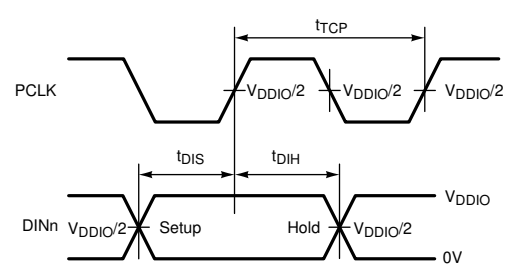 tTCP
PCLK VDDIO/2 VDDIO/2 VDDIO/2
tDIS tDIH
VDDIO
DINn VDDIO/2 Setup Hold VDDIO/2
0V